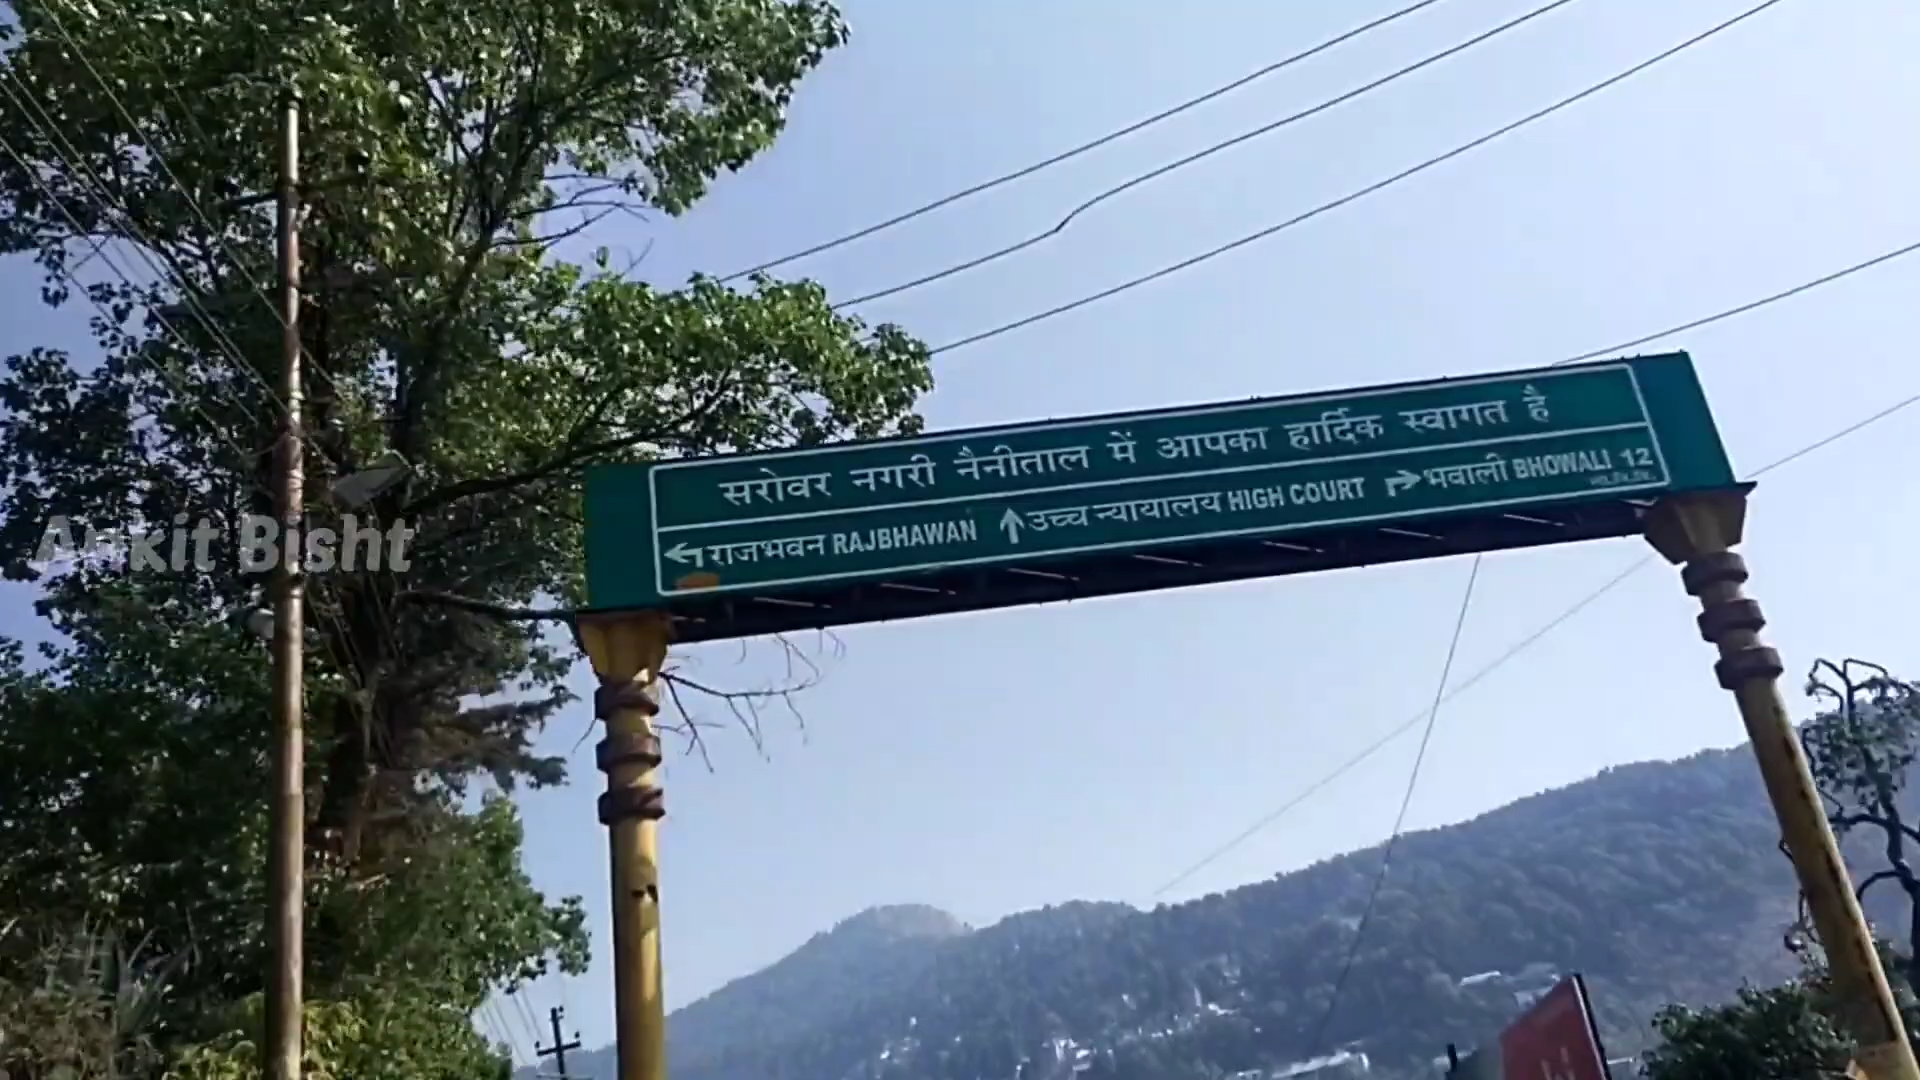 सरोवर नगरी नैनीताल में आपका हार्दिक स्वागत है
← राजभवन RAJBHAWAN ↑ उच्च न्यायालय HIGH COURT → भवाली BHOWALI 12
Ankit Bisht